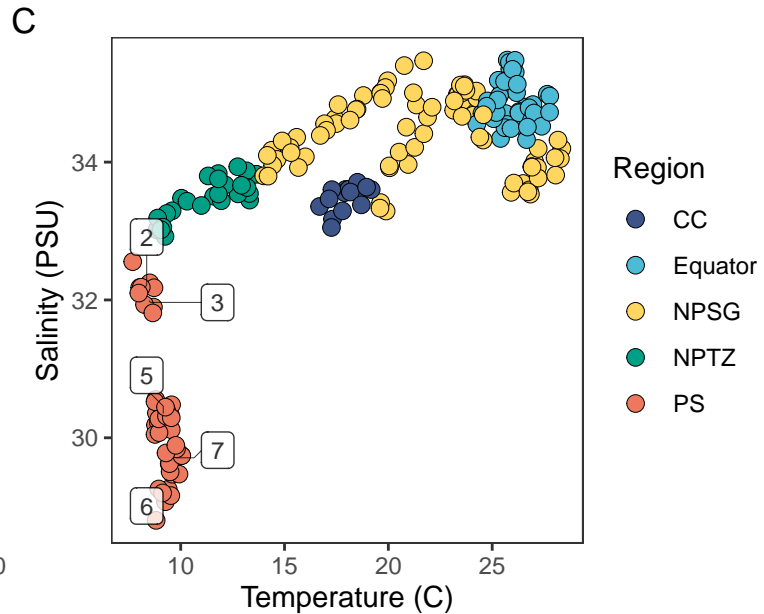 C
Salinity (PSU)
34
32
30
2
3
5
7
6
0
10
15
20
25
Temperature (C)
Region
CC
Equator
NPSG
NPTZ
PS